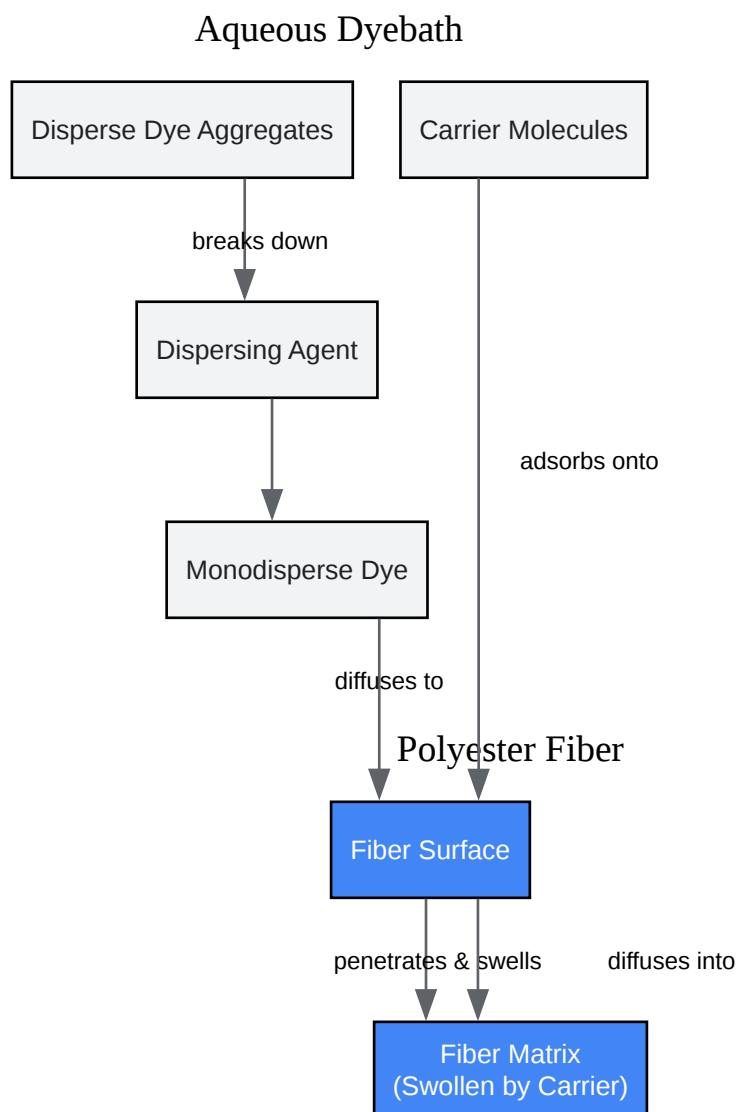 Aqueous Dyebath
Disperse Dye Aggregates
Carrier Molecules
breaks down
Dispersing Agent
adsorbs onto
Monodisperse Dye
diffuses to
Polyester Fiber
Fiber Surface
penetrates & swells
diffuses into
Fiber Matrix
(Swollen by Carrier)